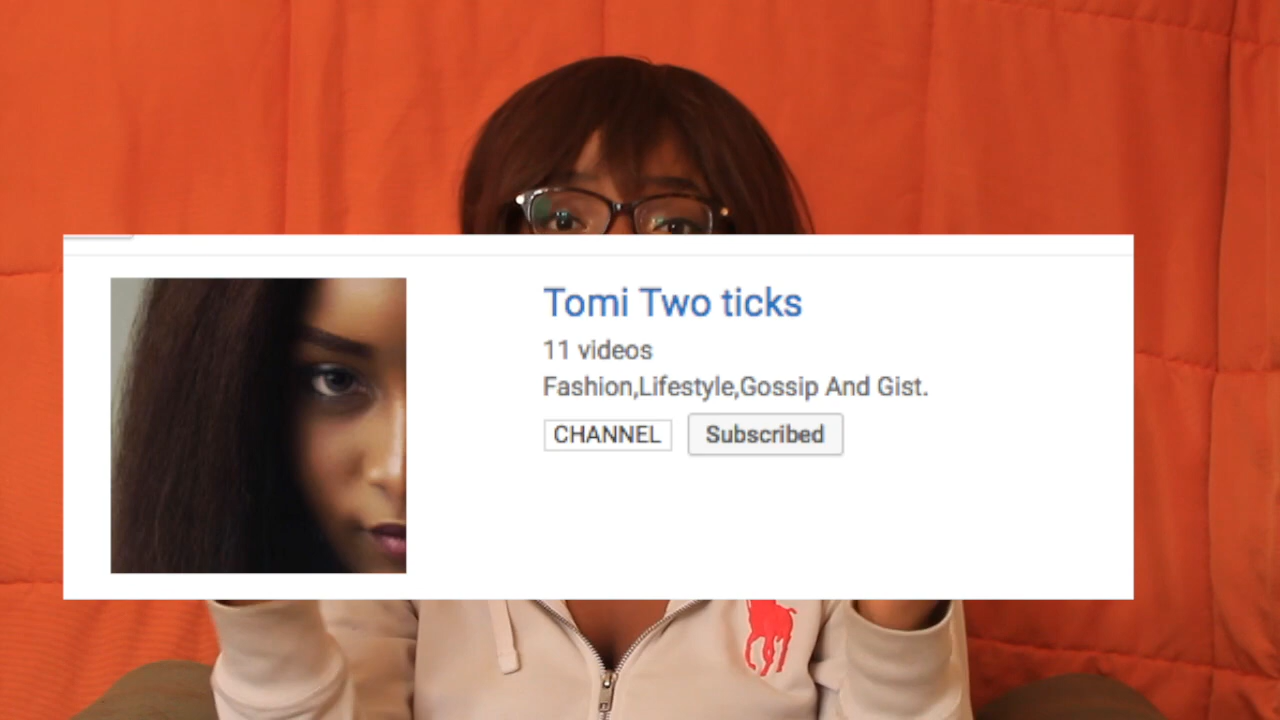 Tomi Two ticks
11 videos
Fashion,Lifestyle,Gossip And Gist.
CHANNEL Subscribed